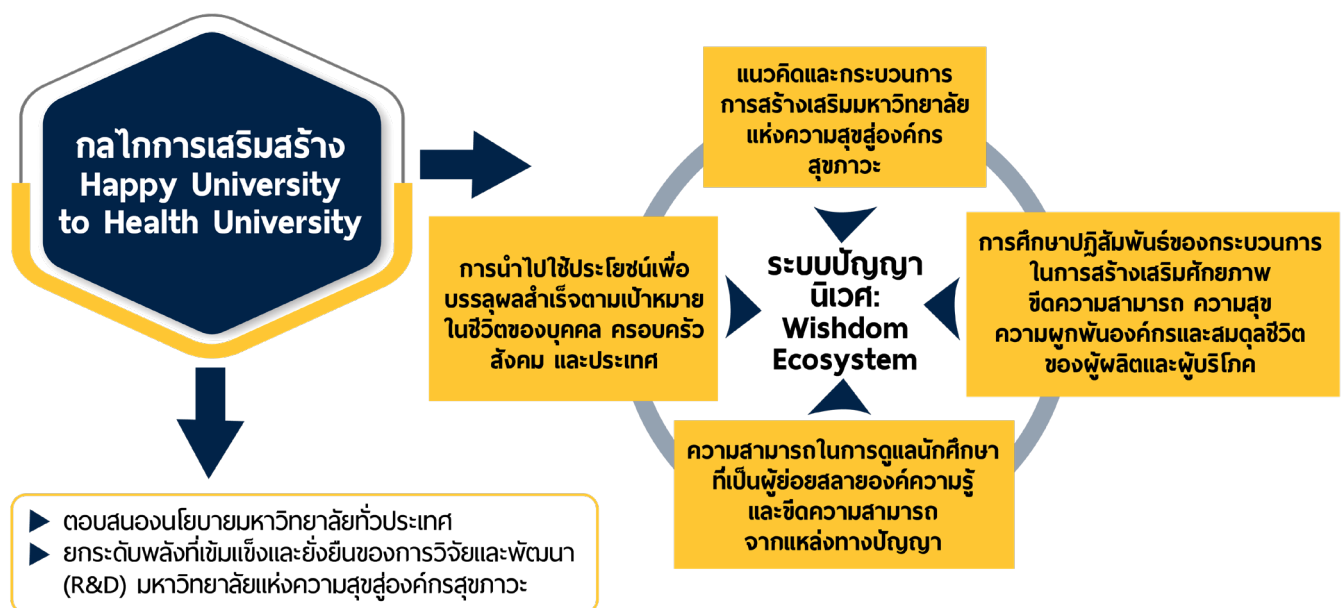 กลไกการเสริมสร้าง
Happy University
to Health University
แนวคิดและกระบวนการ
การสร้างเสริมมหาวิทยาลัย
แห่งความสุขสู่องค์กร
สุขภาวะ
การศึกษาปฏิสัมพันธ์ของกระบวนการ
ในการสร้างเสริมศักยภาพ
ขีดความสามารถ ความสุข
ความผูกพันองค์กรและสมดุลชีวิต
ของผู้ผลิตและผู้บริโภค
การนำไปใช้ประโยชน์เพื่อ
บรรลุผลสำเร็จตามเป้าหมาย
ในชีวิตของบุคคล ครอบครัว
สังคม และประเทศ
ระบบปัญญา
นิเวศ:
Wishdom
Ecosystem
ความสามารถในการดูแลนักศึกษา
ที่เป็นผู้ย่อยสลายองค์ความรู้
และขีดความสามารถ
จากแหล่งทางปัญญา
ตอบสนองนโยบายมหาวิทยาลัยทั่วประเทศ
ยกระดับพลังที่เข้มแข็งและยั่งยืนของการวิจัยและพัฒนา
(R&D) มหาวิทยาลัยแห่งความสุขสู่องค์กรสุขภาวะ